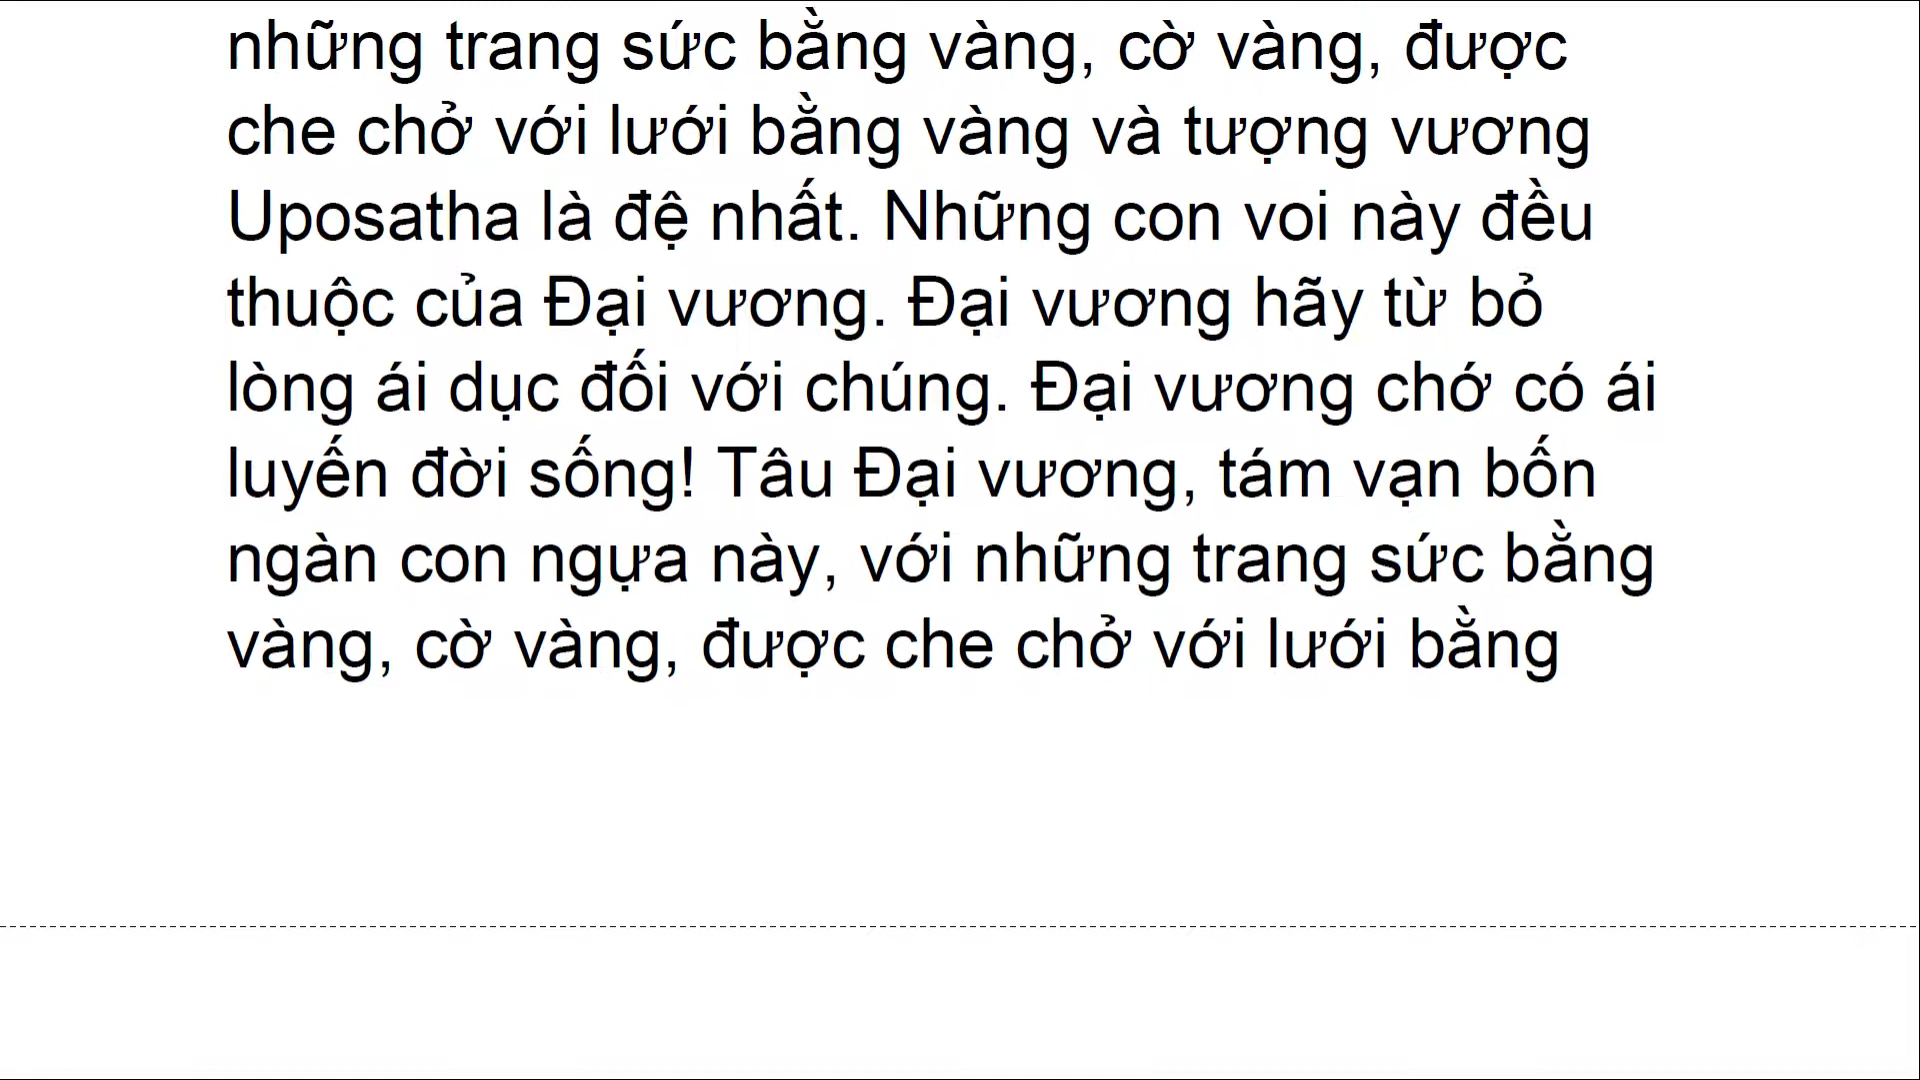 những trang sức bằng vàng, cờ vàng, được
che chở với lưới bằng vàng và tượng vương
Uposatha là đệ nhất. Những con voi này đều
thuộc của Đại vương. Đại vương hãy từ bỏ
lòng ái dục đối với chúng. Đại vương chớ có ái
luyến đời sống! Tâu Đại vương, tám vạn bốn
ngàn con ngựa này, với những trang sức bằng
vàng, cờ vàng, được che chở với lưới bằng